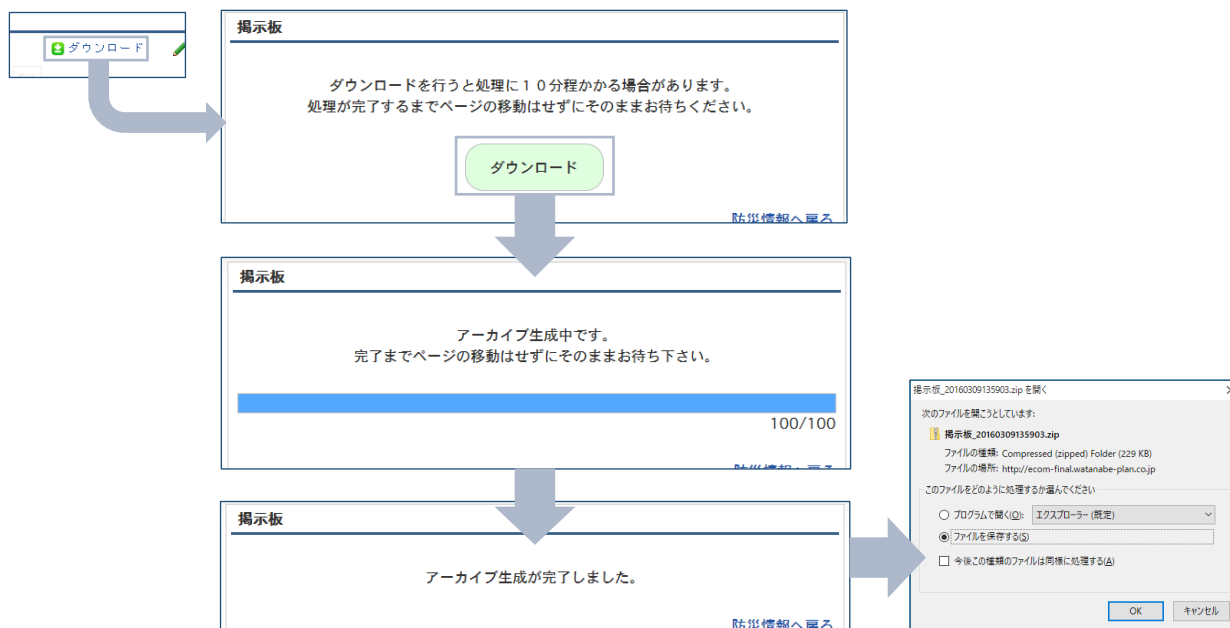 ダウンロード
掲示板
ダウンロードを行うと処理に１０分程かかる場合があります。
処理が完了するまでページの移動はせずにそのままお待ちください。
ダウンロード
防災情報へ戻る
掲示板
アーカイブ生成中です。
完了までページの移動はせずにそのままお待ち下さい。
100/100
防災情報へ戻る
掲示板
アーカイブ生成が完了しました。
防災情報へ戻る
掲示板_20160309135903.zip を開く
次のファイルを開こうとしています:
掲示板_20160309135903.zip
ファイルの種類: Compressed (zipped) Folder (229 KB)
ファイルの場所: http://ecom-final.watanabe-plan.co.jp
このファイルをどのように処理するか選んでください
プログラムで開く(O): エクスプローラー (既定)
ファイルを保存する(S)
今後この種類のファイルは同様に処理する(A)
OK キャンセル